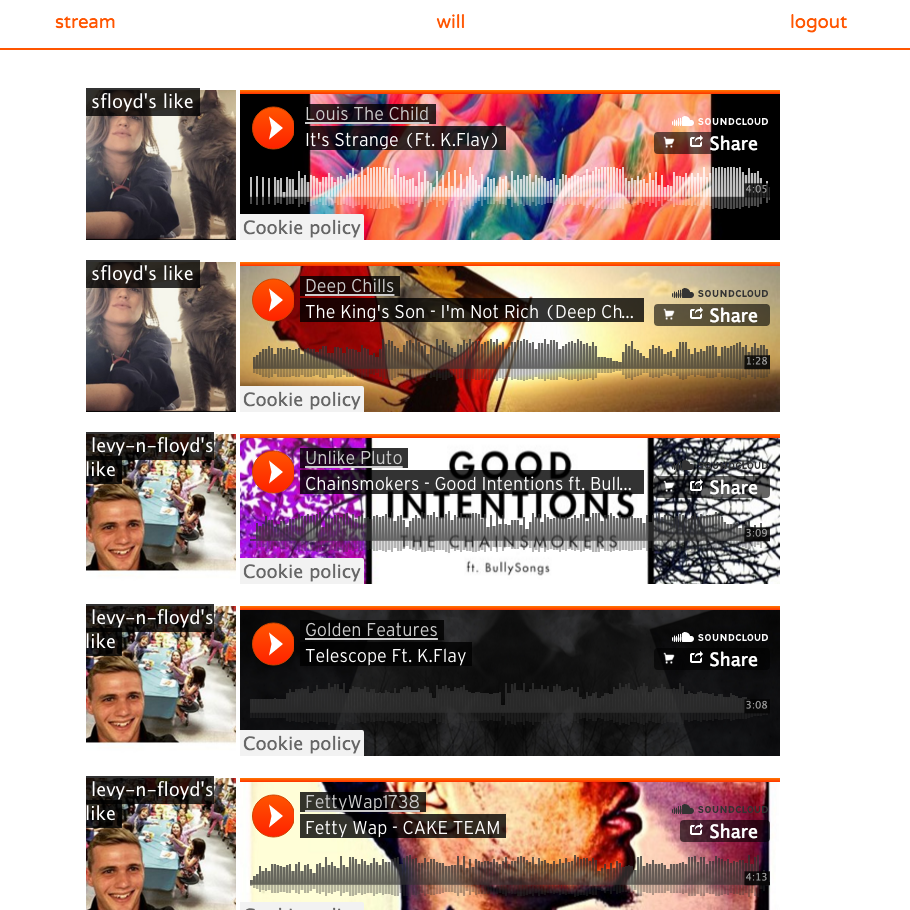 stream
will
logout
sfloyd's like
Louis The Child
It's Strange (Ft. K.Flay)
SOUNDCLOUD
Share
4:05
Cookie policy
sfloyd's like
Deep Chills
The King's Son - I'm Not Rich (Deep Ch...
SOUNDCLOUD
Share
1:28
Cookie policy
levy-n-floyd's
like
Unlike Pluto
Chainsmokers - Good Intentions ft. Bull...
SOUNDCLOUD
Share
GOOD
INTENTIONS
THE CHAINSMOKERS
ft. BullySongs
3:09
Cookie policy
levy-n-floyd's
like
Golden Features
Telescope Ft. K.Flay
SOUNDCLOUD
Share
3:08
Cookie policy
levy-n-floyd's
like
FettyWap1738
Fetty Wap - CAKE TEAM
SOUNDCLOUD
Share
4:13